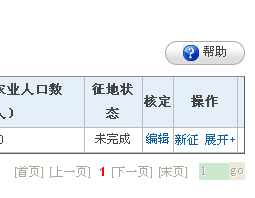 帮助
农业人口数 征地状 核定 操作
人） 态
0 未完成 编辑 新征 展开+
[首页] [上一页] 1 [下一页] [末页] 1 go